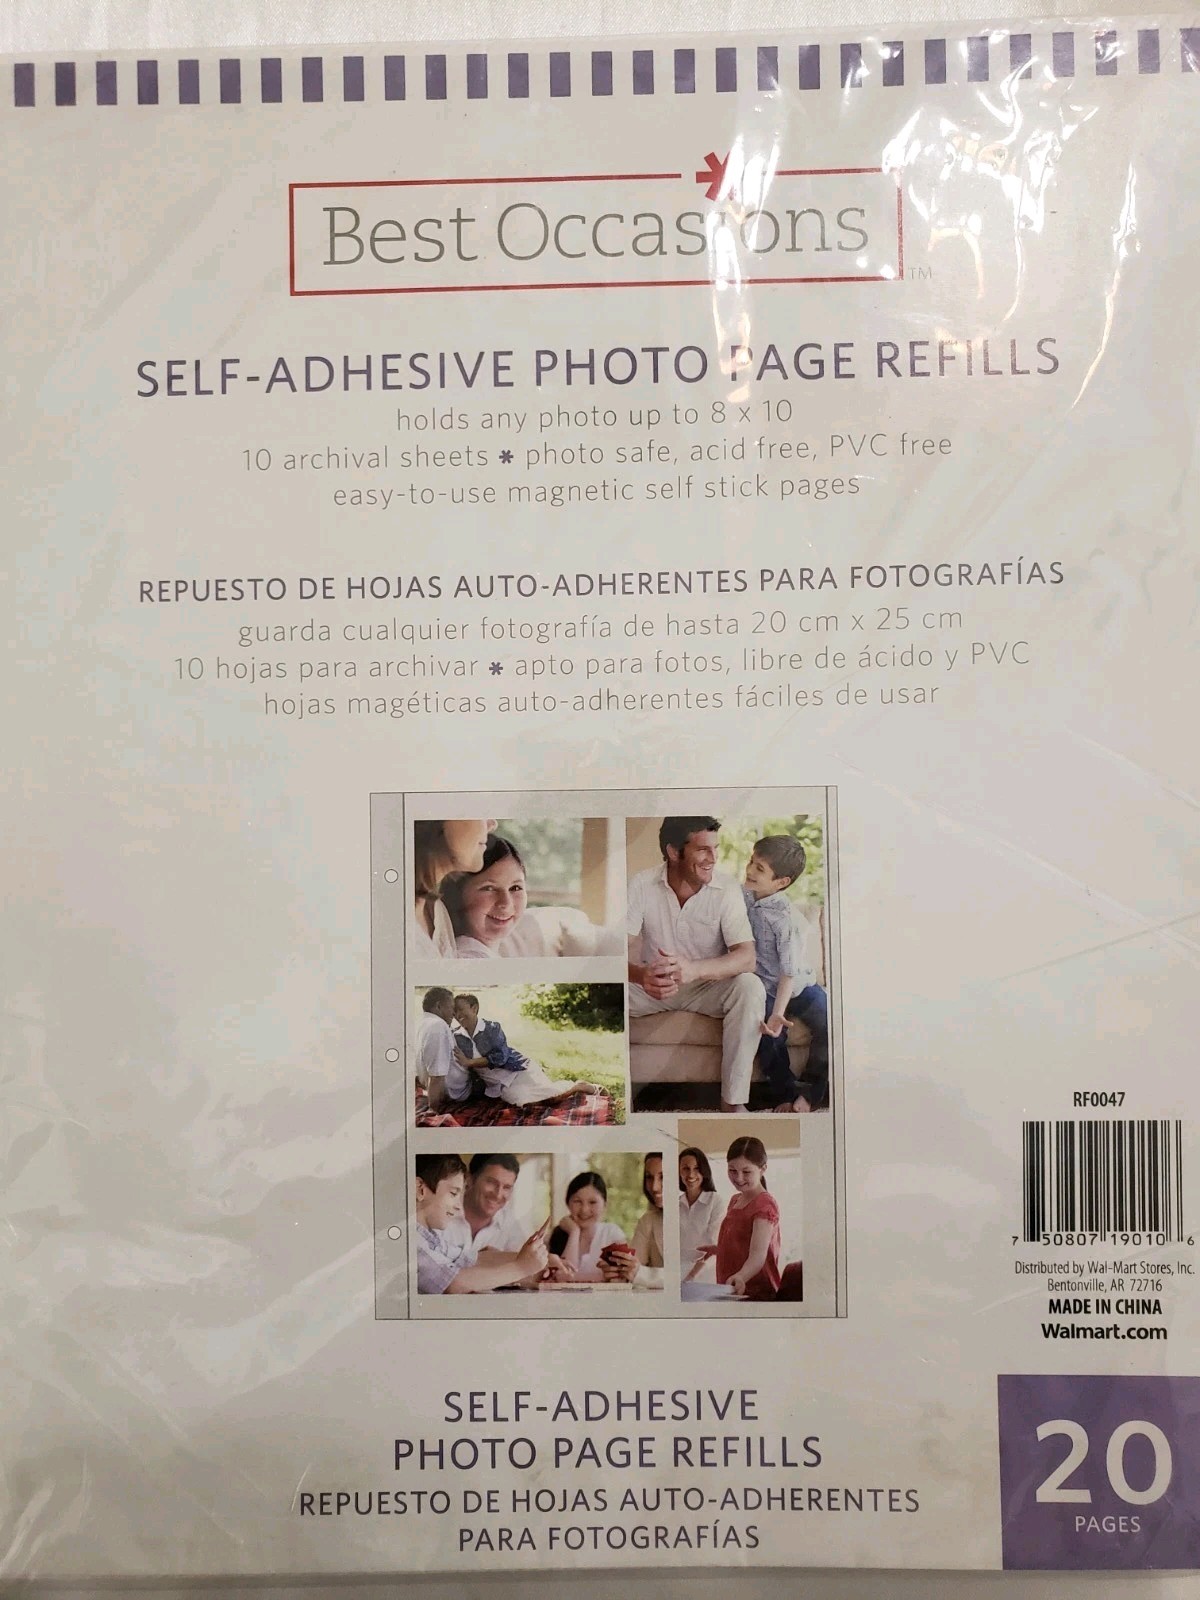 Best Occasions
TM
SELF-ADHESIVE PHOTO PAGE REFILLS
holds any photo up to 8 x 10
10 archival sheets * photo safe, acid free, PVC free
easy-to-use magnetic self stick pages
REPUESTO DE HOJAS AUTO-ADHERENTES PARA FOTOGRAFÍAS
guarda cualquier fotografía de hasta 20 cm x 25 cm
10 hojas para archivar * apto para fotos, libre de ácido y PVC
hojas magéticas auto-adherentes fáciles de usar
RF0047
7 50807 19010 6
Distributed by Wal-Mart Stores, Inc.
Bentonville, AR 72716
MADE IN CHINA
Walmart.com
SELF-ADHESIVE
PHOTO PAGE REFILLS
REPUESTO DE HOJAS AUTO-ADHERENTES
PARA FOTOGRAFÍAS
20
PAGES